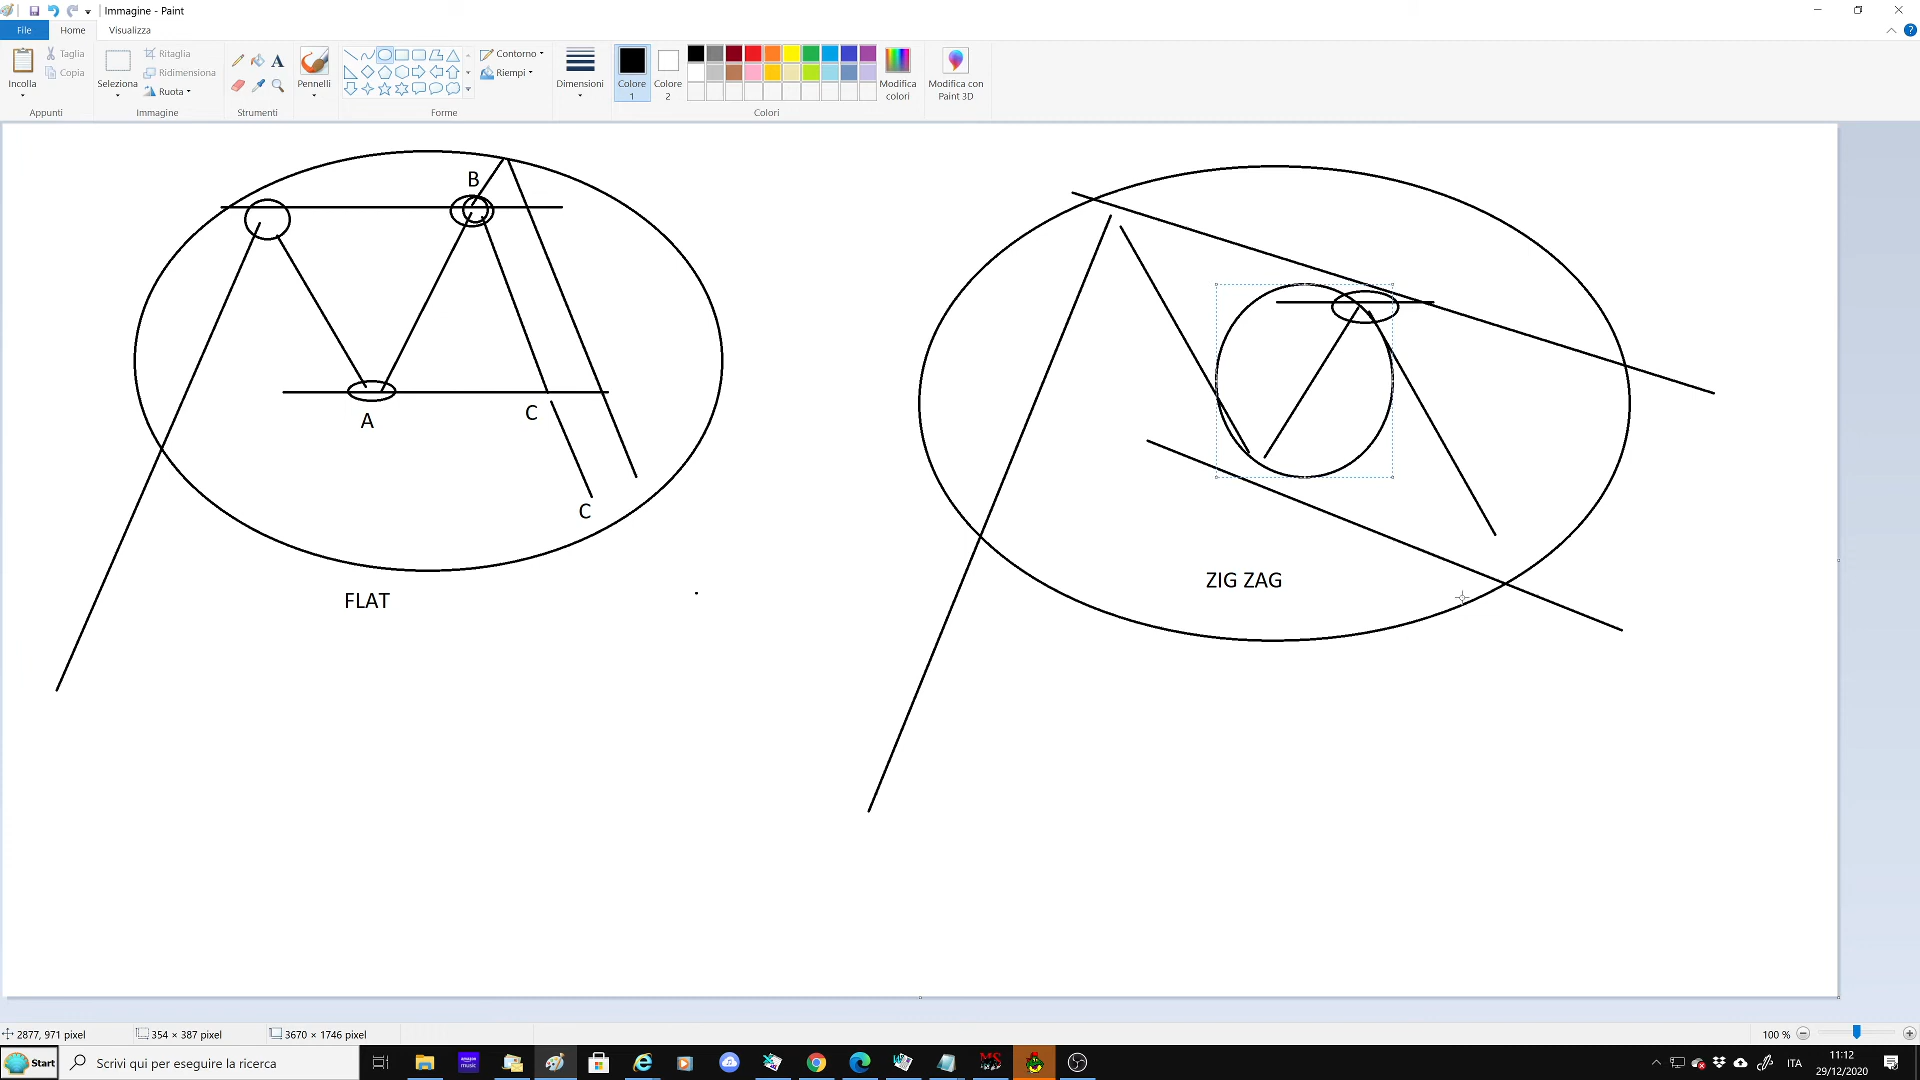 Immagine - Paint
File
Home
Visualizza
Incolla
Taglia
Copia
Appunti
Seleziona
Ritaglia
Ridimensiona
Ruota
Immagine
Strumenti
Pennelli
Forme
Contorno
Riempi
Dimensioni
Colore 1
Colore 2
Colori
Modifica colori
Modifica con Paint 3D
B
A
C
C
FLAT
ZIG ZAG
2877, 971 pixel
354 × 387 pixel
3670 × 1746 pixel
100 %
Start
Scrivi qui per eseguire la ricerca
amazon music
MS
ITA
11:12
29/12/2020